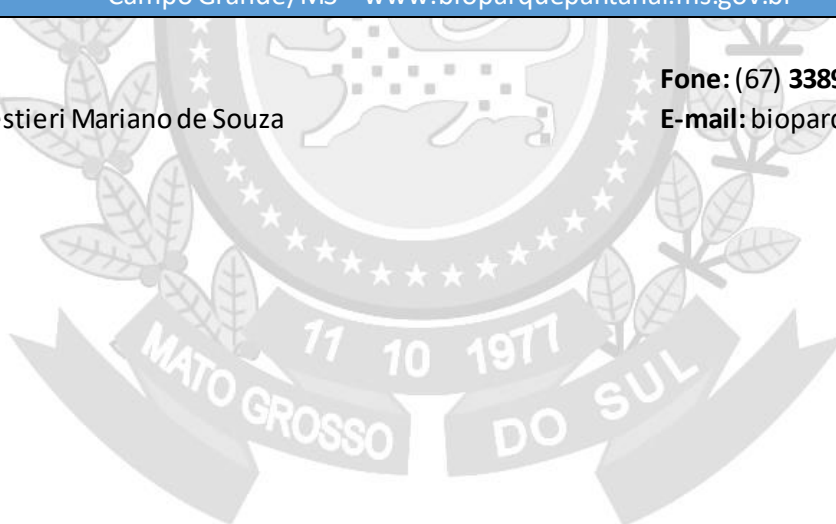 Campo Grande/MS – www.bioparquepantanal.ms.gov.br
Fone: (67) 3389
stieri Mariano de Souza
E-mail: bioparq
11 10 1977
MATO GROSSO DO SUL